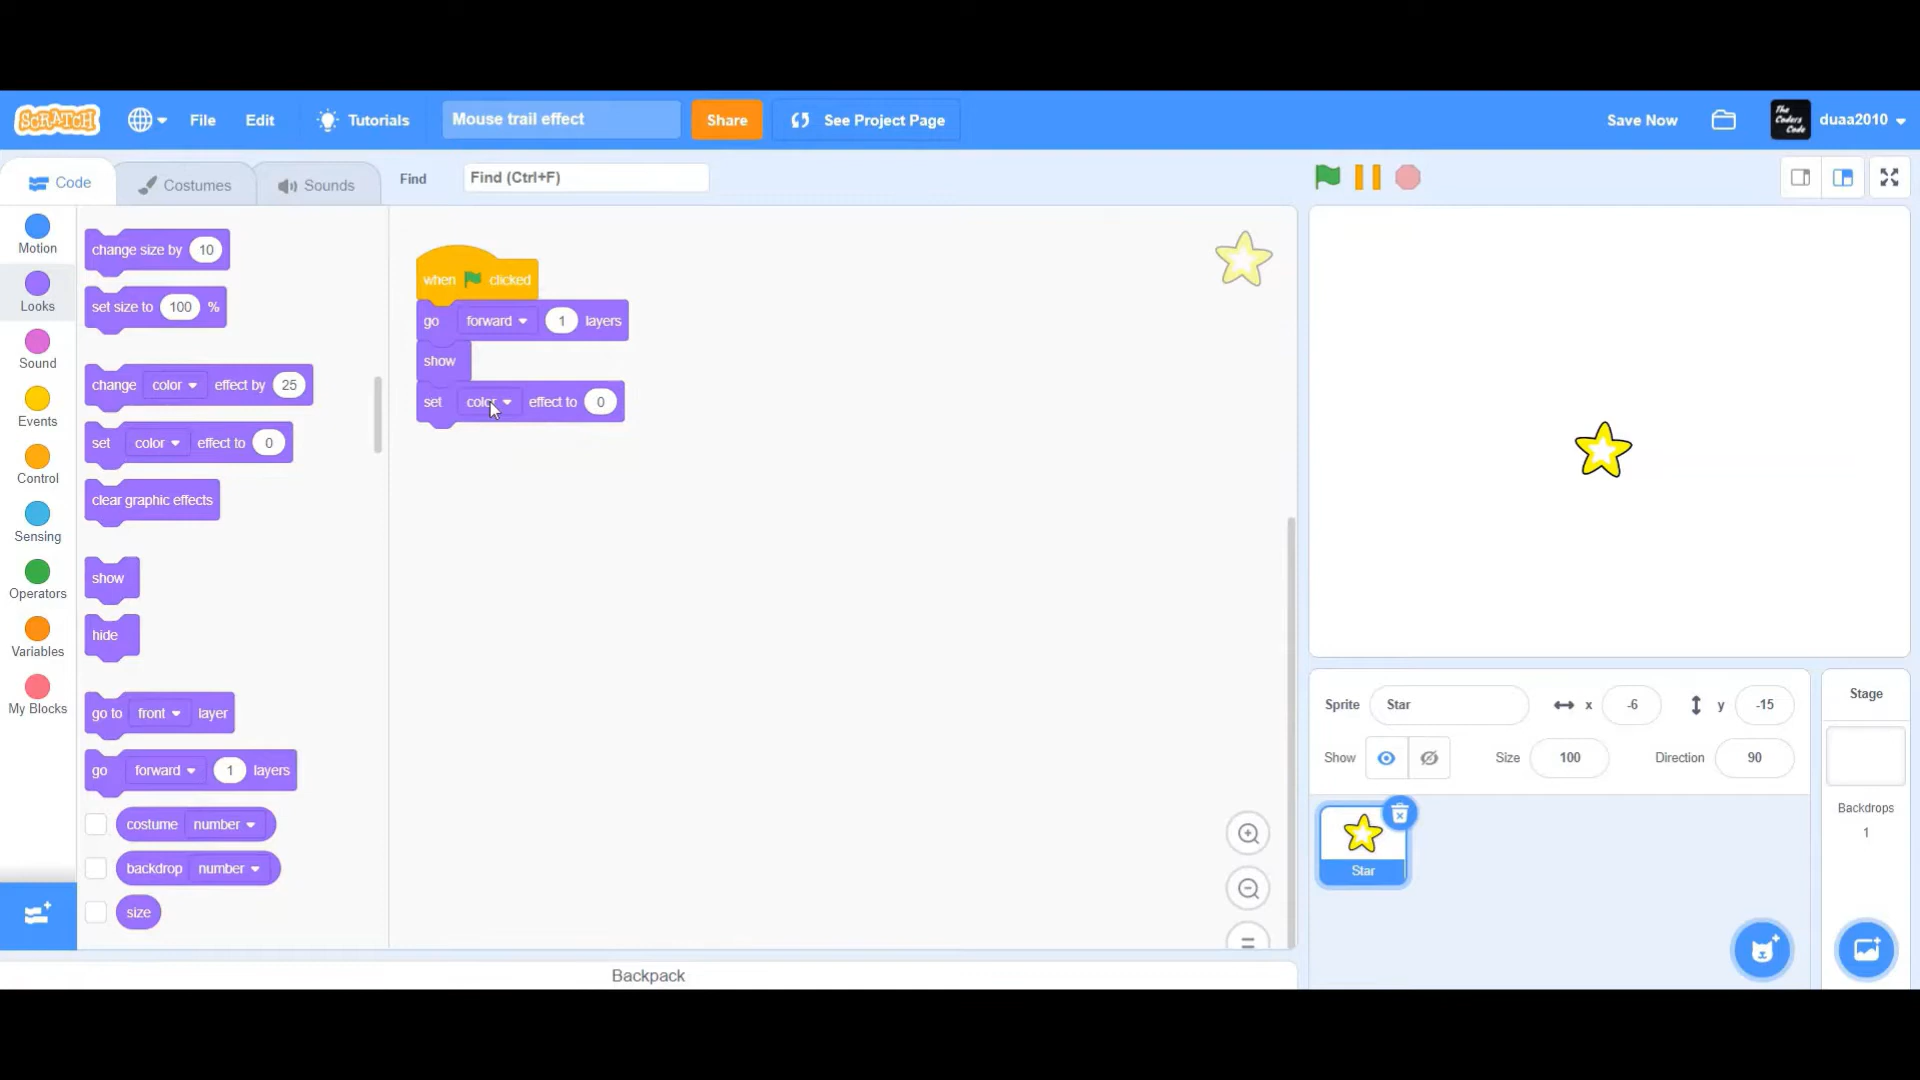 SCRATCH File Edit Tutorials Mouse trail effect Share See Project Page Save Now The Coders Code duaa2010
Code Costumes Sounds Find Find (Ctrl+F)
Motion
Looks
Sound
Events
Control
Sensing
Operators
Variables
My Blocks
change size by 10
set size to 100 %
change color effect by 25
set color effect to 0
clear graphic effects
show
hide
go to front layer
go forward 1 layers
costume number
backdrop number
size
when clicked
go forward 1 layers
show
set color effect to 0
Sprite Star x -6 y -15
Show Size 100 Direction 90
Star
Stage
Backdrops
1
Backpack